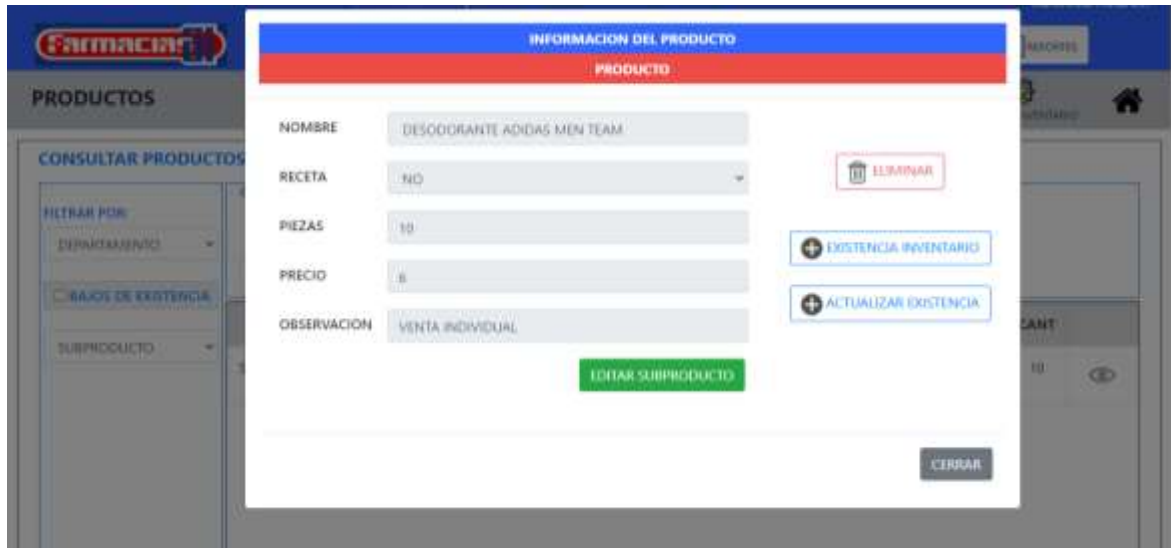 Farmacias
INFORMACION DEL PRODUCTO
PRODUCTO
PRODUCTOS
NOMBRE DESODORANTE ADIDAS MEN TEAM
CONSULTAR PRODUCTOS
RECETA NO
ELIMINAR
FILTRAR POR:
PIEZAS 10
DEPARTAMENTO
EXISTENCIA INVENTARIO
PRECIO 6
BAJOS DE EXISTENCIA
ACTUALIZAR EXISTENCIA
OBSERVACION VENTA INDIVIDUAL
CANT
SUBPRODUCTO
EDITAR SUBPRODUCTO
10
CERRAR